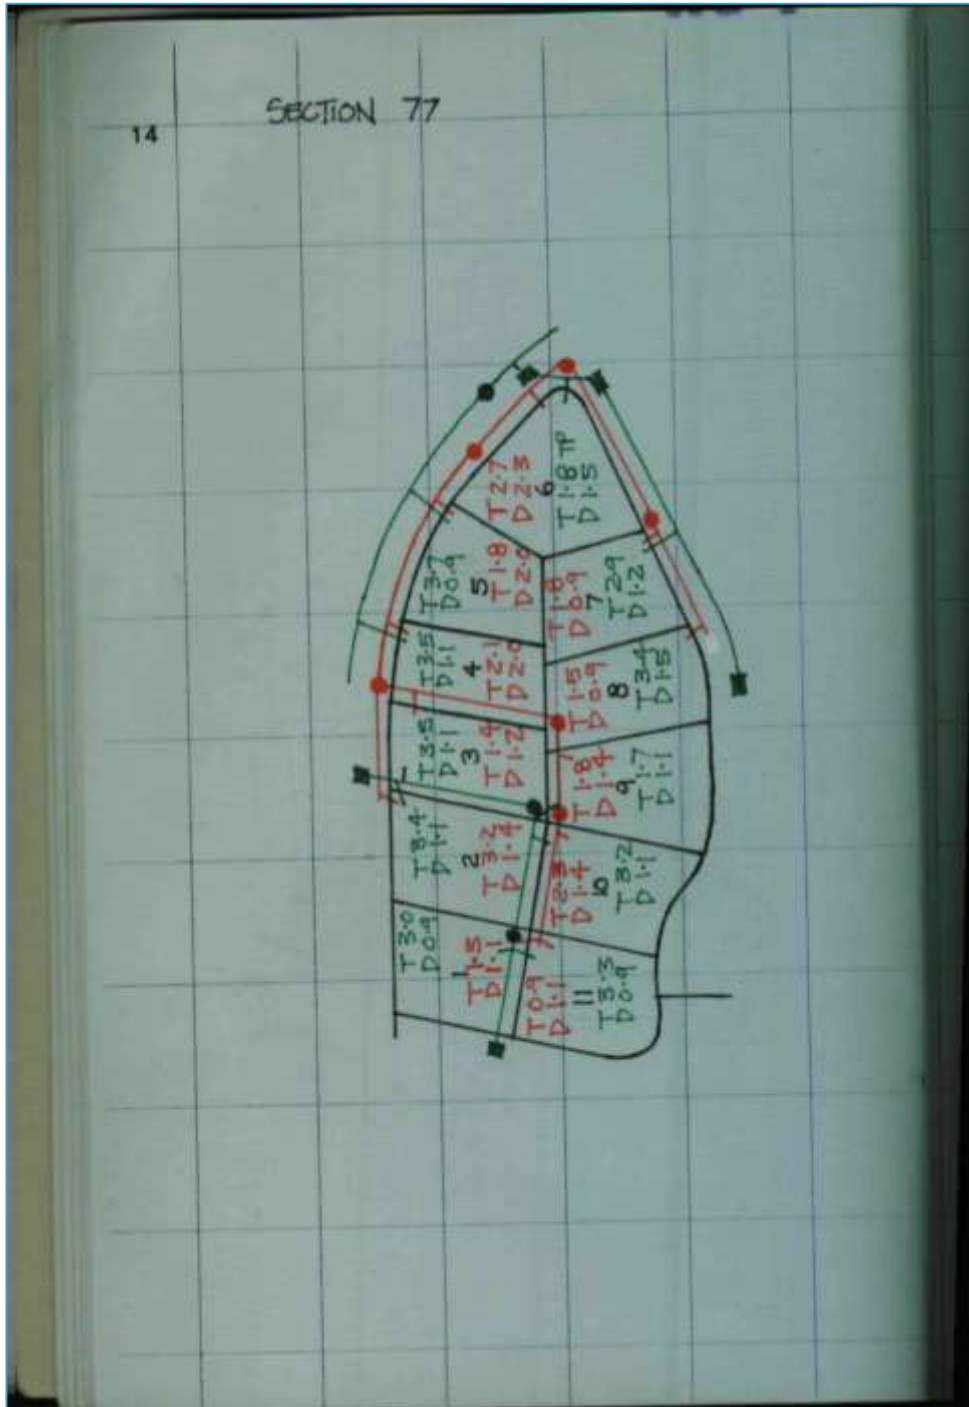 SECTION 77
14
T 3.0
D 0.9
1
T 1.5
D 1.1
T 3.4
D 1.1
2
T 3.2
D 1.4
T 3.5
D 1.1
3
T 1.4
D 1.2
T 3.5
D 1.1
4
T 2.1
D 2.0
T 3.7
D 0.9
5
T 1.8
D 2.0
T 2.7
D 2.3
6
T 1.8 TP
D 1.5
T 1.8
D 0.9
7
T 2.9
D 1.2
T 1.5
D 0.9
8
T 3.4
D 1.5
T 1.8
D 1.4
9
T 1.7
D 1.1
T 2.3
D 1.4
10
T 3.2
D 1.1
T 0.9
D 1.1
11
T 3.3
D 0.9